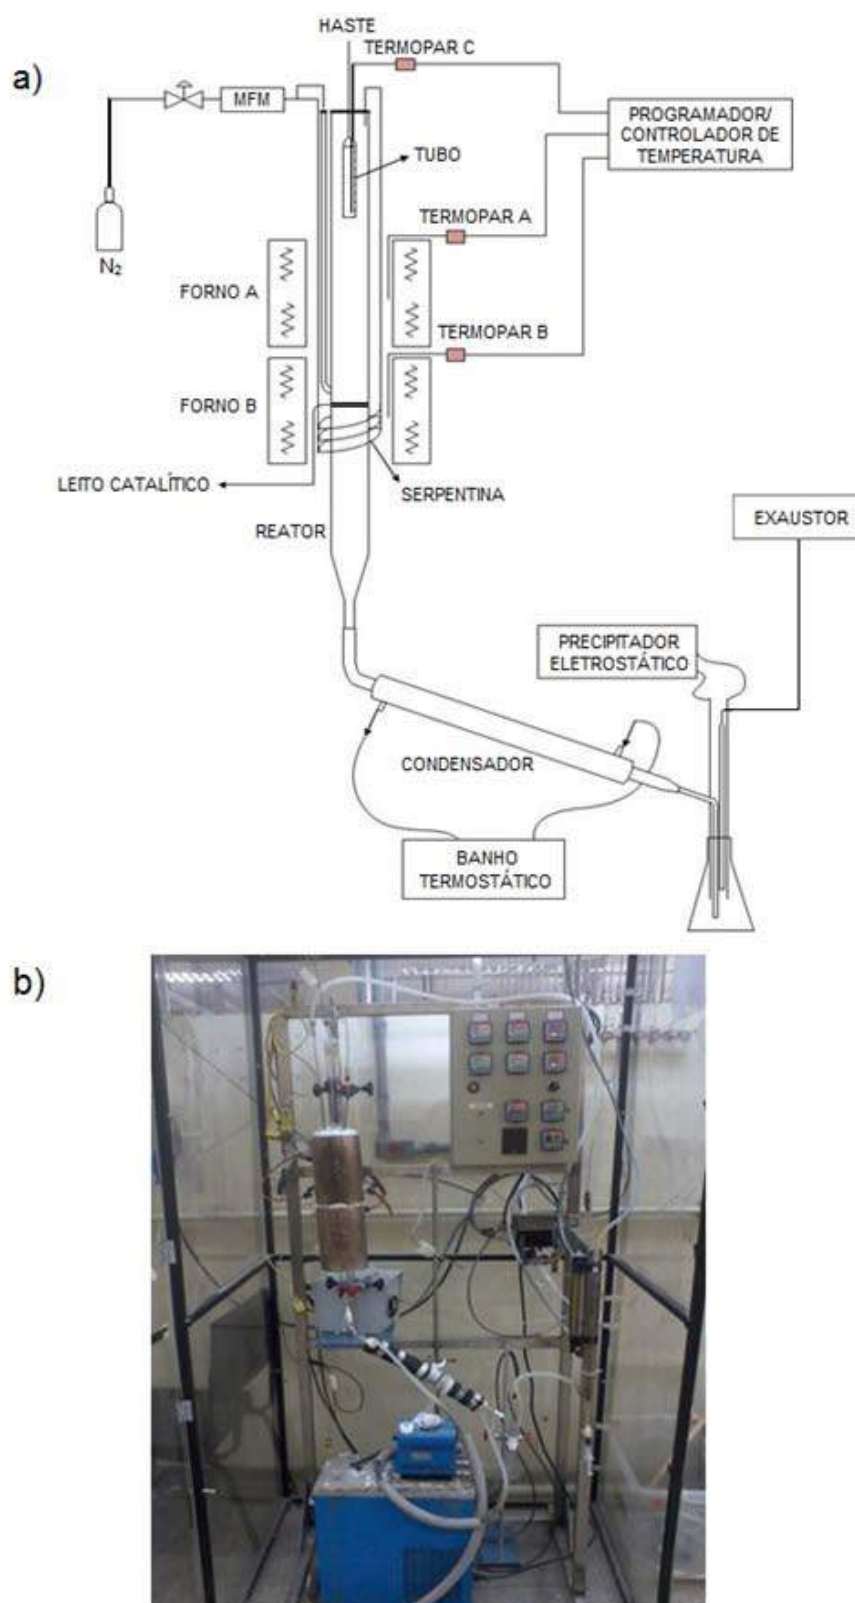 HASTE
TERMOPAR C
a)
MFM
PROGRAMADOR/
CONTROLADOR DE
TEMPERATURA
TUBO
TERMOPAR A
N₂
FORNO A
TERMOPAR B
FORNO B
LEITO CATALÍTICO
SERPENTINA
REATOR
EXAUSTOR
PRECIPITADOR
ELETROSTÁTICO
CONDENSADOR
BANHO
TERMOSTÁTICO
b)